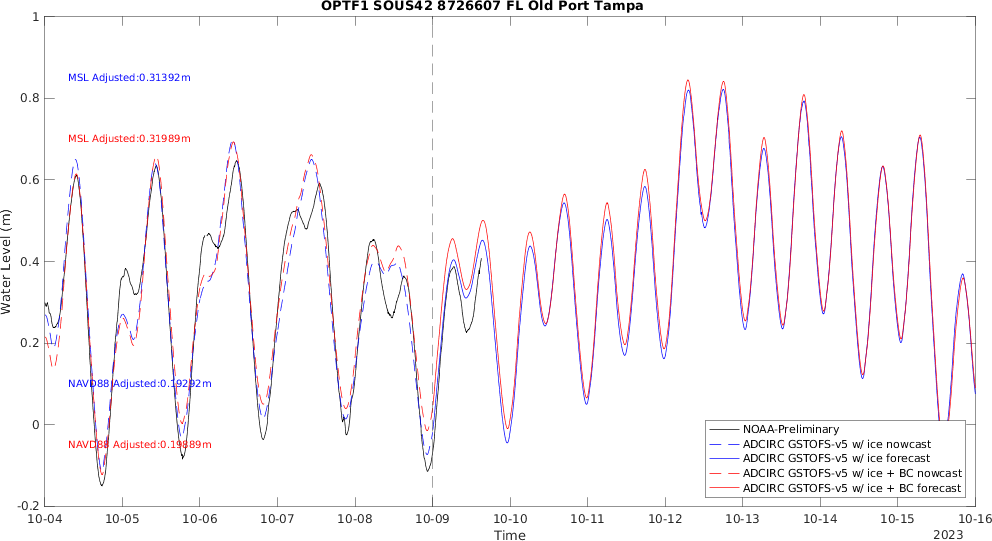 OPTF1 SOUS42 8726607 FL Old Port Tampa
1
0.8
0.6
0.4
0.2
0
-0.2
Water Level (m)
MSL Adjusted:0.31392m
MSL Adjusted:0.31989m
NAVD88 Adjusted:0.19292m
NAVD88 Adjusted:0.19889m
NOAA-Preliminary
ADCIRC GSTOFS-v5 w/ ice nowcast
ADCIRC GSTOFS-v5 w/ ice forecast
ADCIRC GSTOFS-v5 w/ ice + BC nowcast
ADCIRC GSTOFS-v5 w/ ice + BC forecast
10-04 10-05 10-06 10-07 10-08 10-09 10-10 10-11 10-12 10-13 10-14 10-15 10-16
Time
2023